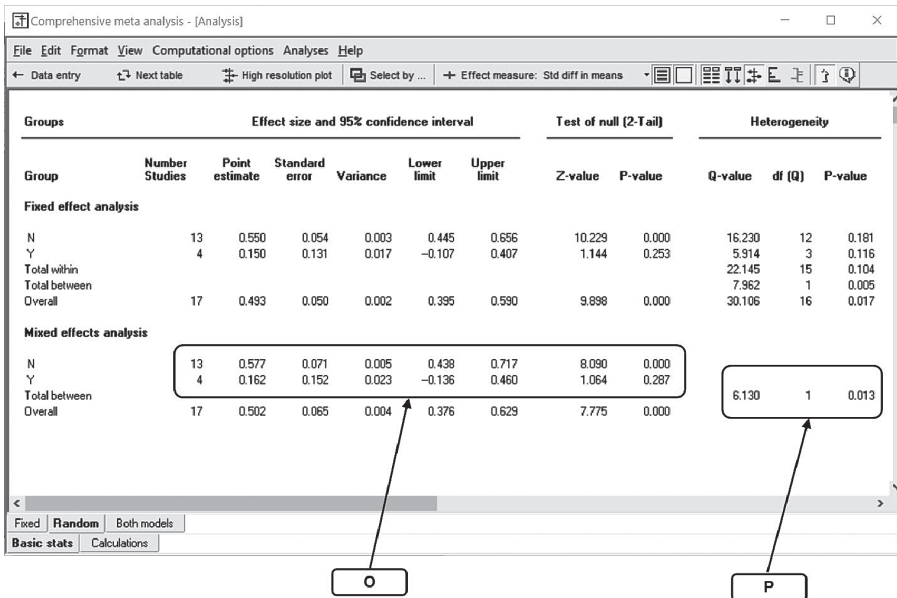 Comprehensive meta analysis - [Analysis]
File Edit Format View Computational options Analyses Help
← Data entry Next table High resolution plot Select by ... + Effect measure: Std diff in means
Groups Effect size and 95% confidence interval Test of null (2-Tail) Heterogeneity
Group Number Studies Point estimate Standard error Variance Lower limit Upper limit Z-value P-value Q-value df (Q) P-value
Fixed effect analysis
N 13 0.550 0.054 0.003 0.445 0.656 10.229 0.000 16.230 12 0.181
Y 4 0.150 0.131 0.017 −0.107 0.407 1.144 0.253 5.914 3 0.116
Total within 22.145 15 0.104
Total between 7.962 1 0.005
Overall 17 0.493 0.050 0.002 0.395 0.590 9.898 0.000 30.106 16 0.017
Mixed effects analysis
N 13 0.577 0.071 0.005 0.438 0.717 8.090 0.000
Y 4 0.162 0.152 0.023 −0.136 0.460 1.064 0.287
Total between 6.130 1 0.013
Overall 17 0.502 0.065 0.004 0.376 0.629 7.775 0.000
Fixed Random Both models
Basic stats Calculations
O P